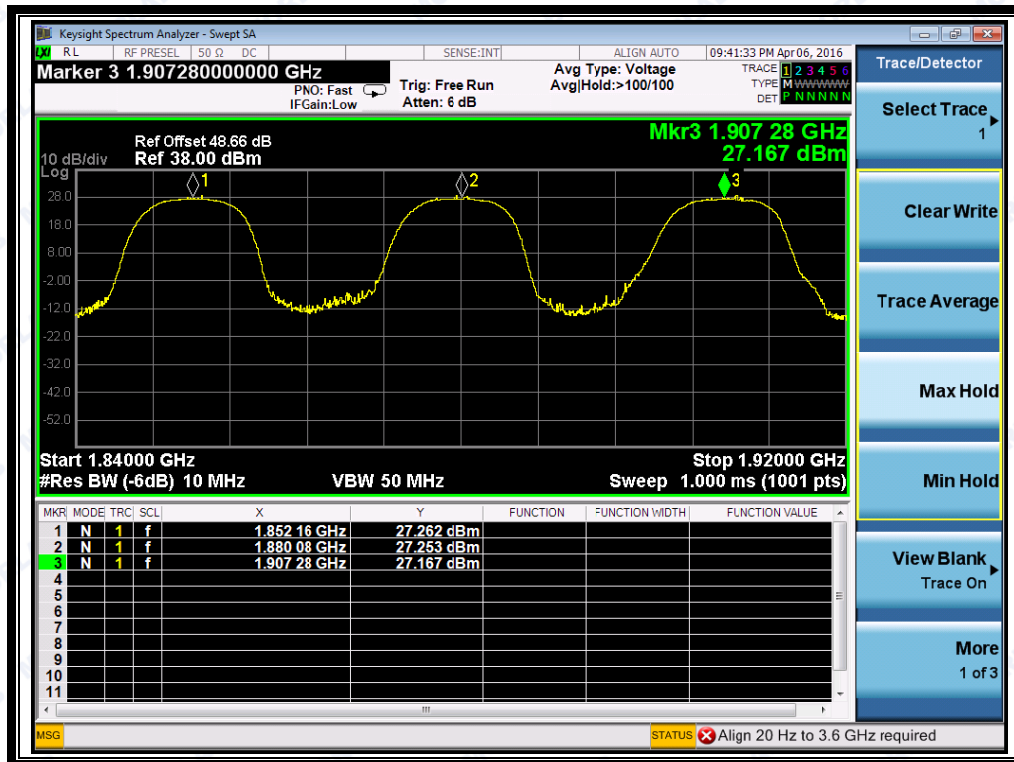 Keysight Spectrum Analyzer - Swept SA
LXI RL RF PRESEL 50 Ω DC SENSE:INT ALIGN AUTO 09:41:33 PM Apr 06, 2016
Marker 3 1.907280000000 GHz
PNO: Fast
IFGain:Low
Trig: Free Run
Atten: 6 dB
Avg Type: Voltage
Avg|Hold:>100/100
TRACE 1 2 3 4 5 6
TYPE M WWWWW
DET P N N N N N
Mkr3 1.907 28 GHz
27.167 dBm
Ref Offset 48.66 dB
10 dB/div Ref 38.00 dBm
Log
1
2
3
28.0
18.0
8.00
-2.00
-12.0
-22.0
-32.0
-42.0
-52.0
Start 1.84000 GHz Stop 1.92000 GHz
#Res BW (-6dB) 10 MHz VBW 50 MHz Sweep 1.000 ms (1001 pts)
MKR MODE TRC SCL X Y FUNCTION FUNCTION WIDTH FUNCTION VALUE
1 N 1 f 1.852 16 GHz 27.262 dBm
2 N 1 f 1.880 08 GHz 27.253 dBm
3 N 1 f 1.907 28 GHz 27.167 dBm
4
5
6
7
8
9
10
11
MSG STATUS Align 20 Hz to 3.6 GHz required
Trace/Detector
Select Trace
1
Clear Write
Trace Average
Max Hold
Min Hold
View Blank
Trace On
More
1 of 3